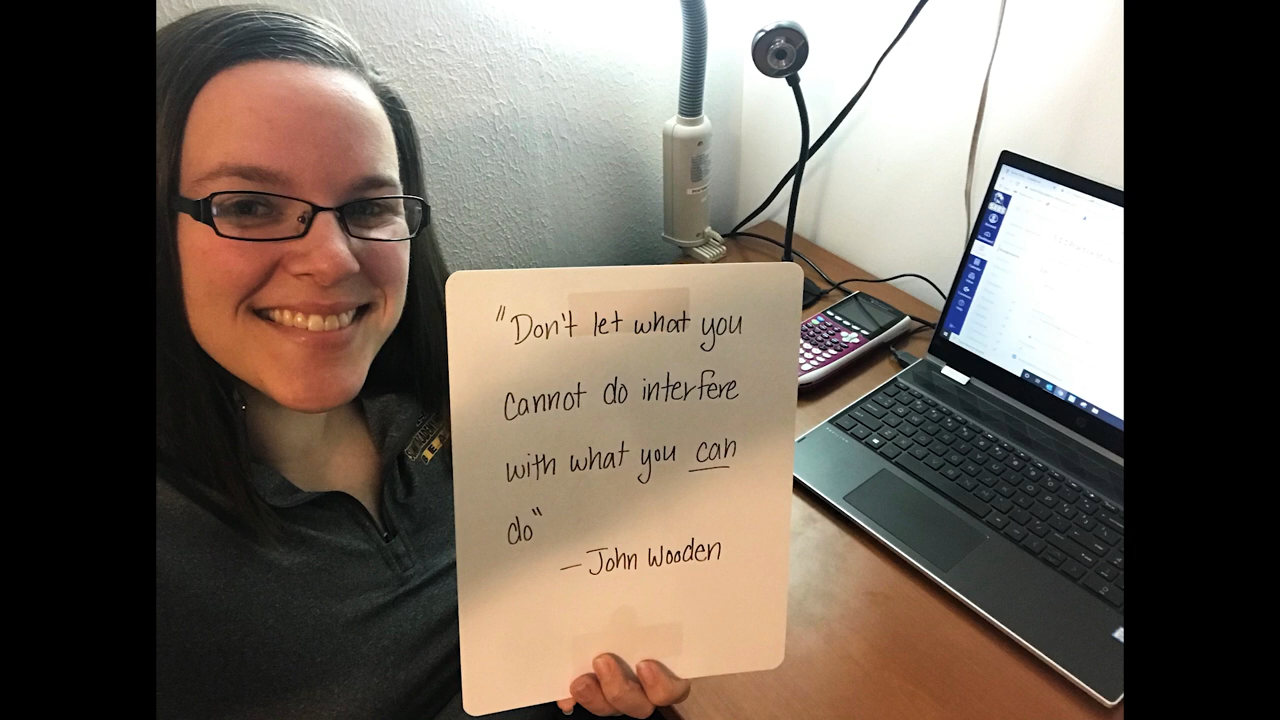 "Don't let what you
cannot do interfere
with what you can
do"
— John Wooden